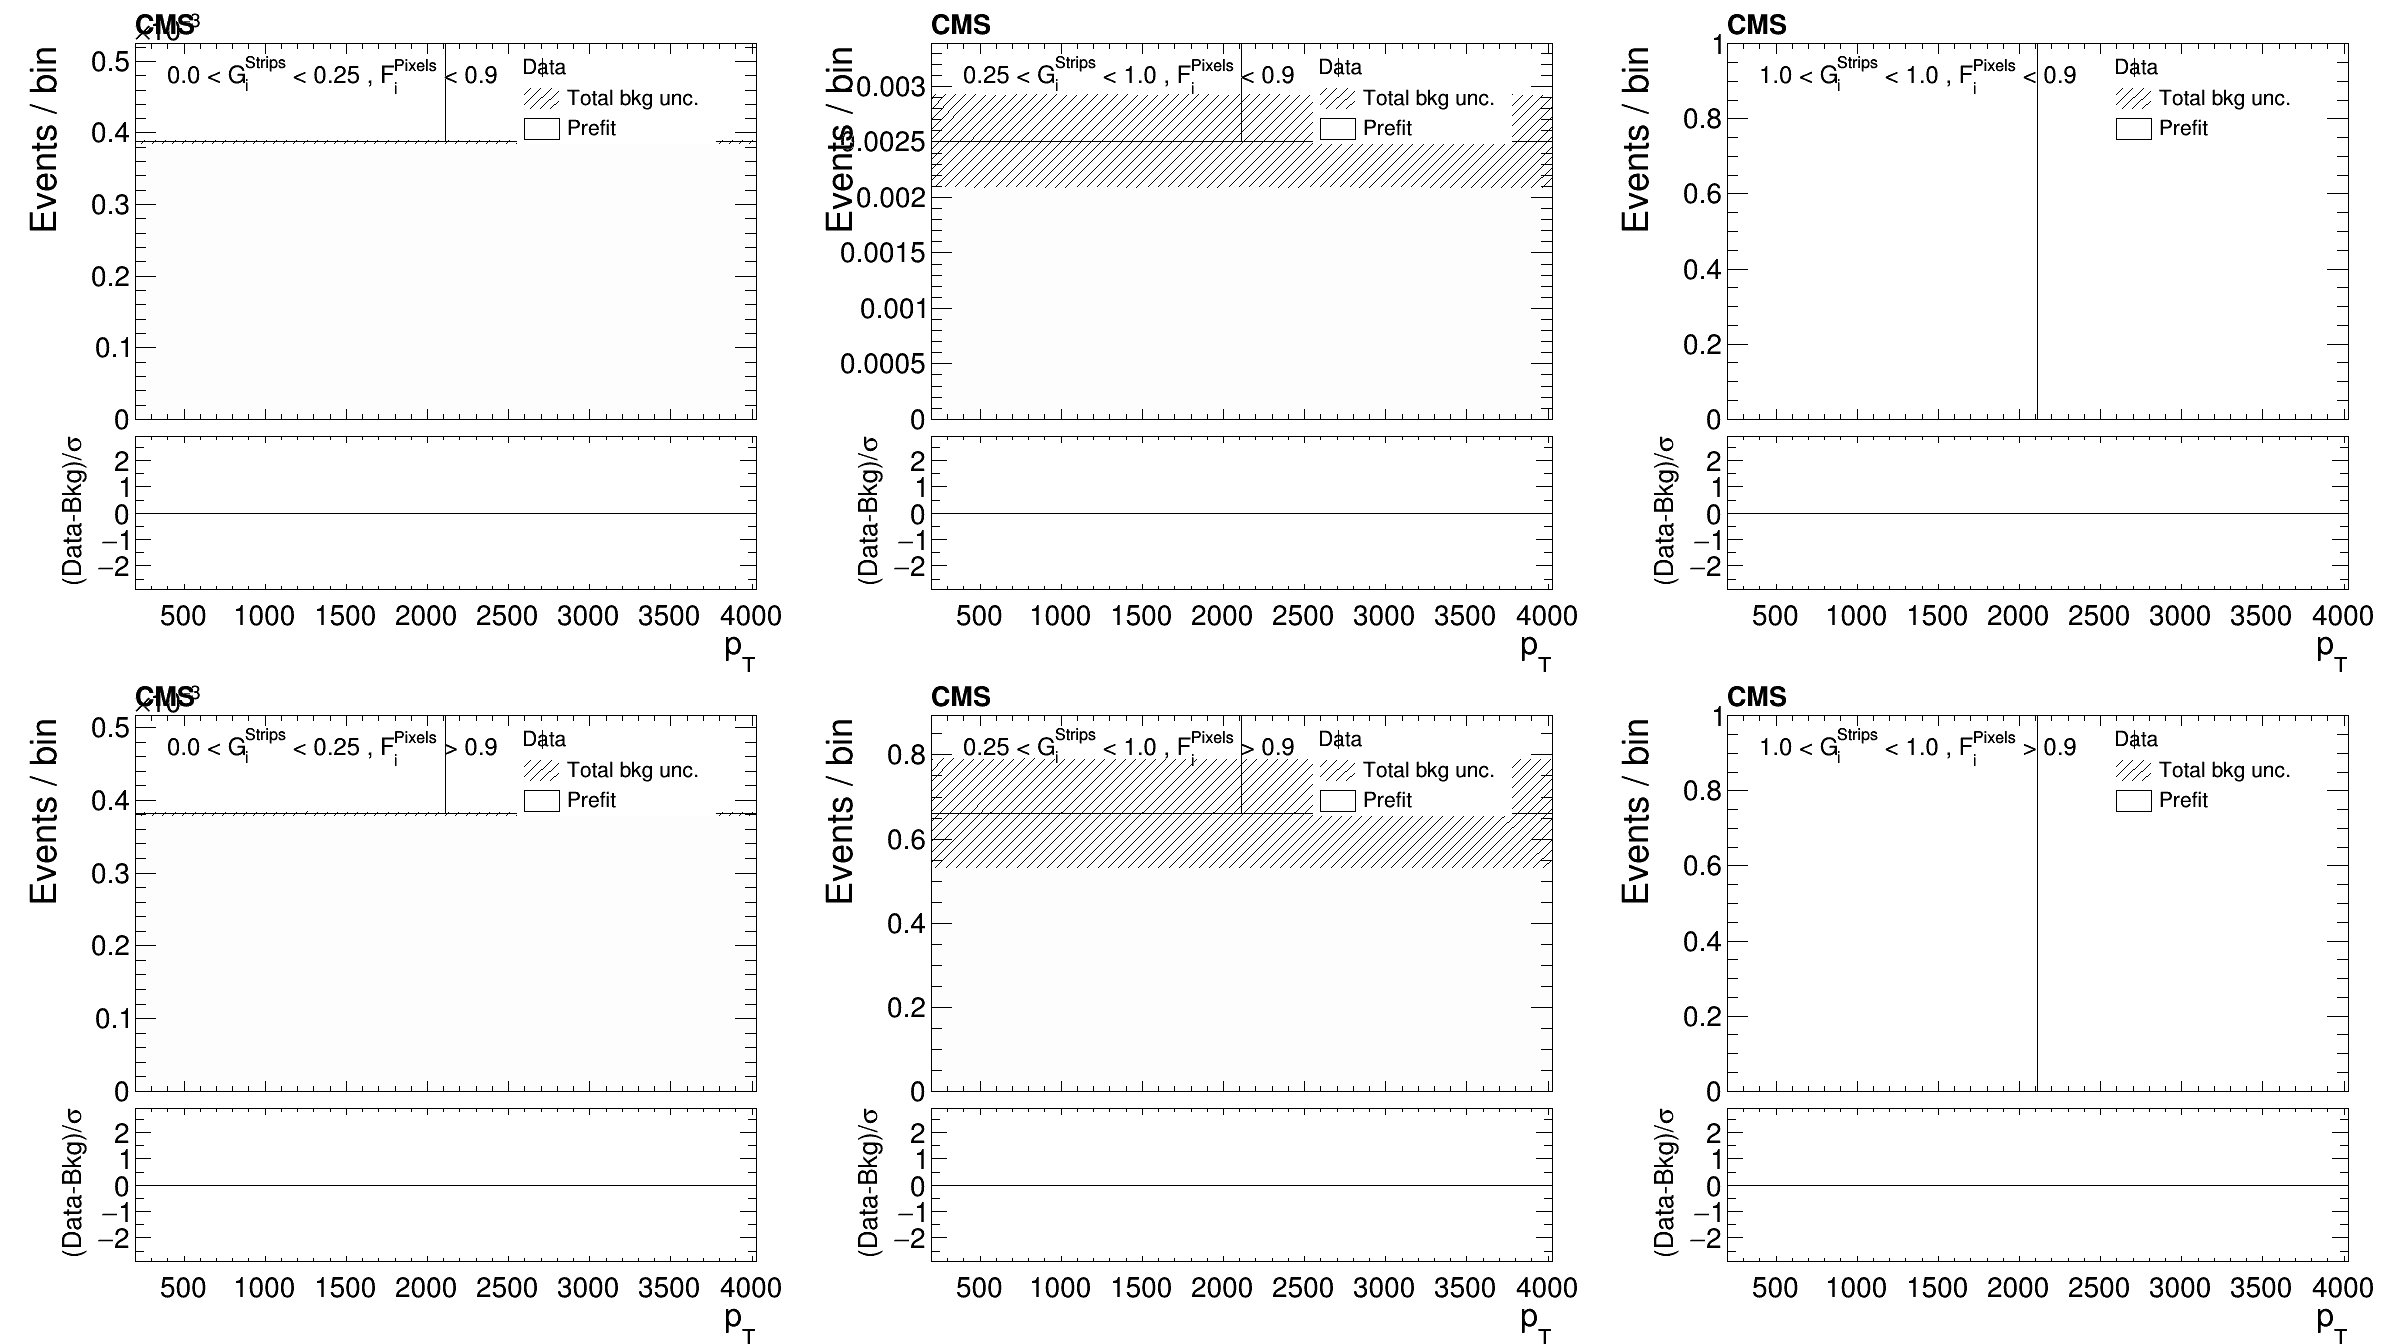 CMS
×10⁻³
Events / bin
0.0 < G_i^Strips < 0.25 , F_i^Pixels < 0.9
Data
Total bkg unc.
Prefit
0.5
0.4
0.3
0.2
0.1
0
(Data-Bkg)/σ
2
1
0
−1
−2
500 1000 1500 2000 2500 3000 3500 4000
p_T
CMS
Events / bin
0.25 < G_i^Strips < 1.0 , F_i^Pixels < 0.9
Data
Total bkg unc.
Prefit
0.003
0.0025
0.002
0.0015
0.001
0.0005
0
(Data-Bkg)/σ
2
1
0
−1
−2
500 1000 1500 2000 2500 3000 3500 4000
p_T
CMS
Events / bin
1.0 < G_i^Strips < 1.0 , F_i^Pixels < 0.9
Data
Total bkg unc.
Prefit
1
0.8
0.6
0.4
0.2
0
(Data-Bkg)/σ
2
1
0
−1
−2
500 1000 1500 2000 2500 3000 3500 4000
p_T
CMS
×10⁻³
Events / bin
0.0 < G_i^Strips < 0.25 , F_i^Pixels > 0.9
Data
Total bkg unc.
Prefit
0.5
0.4
0.3
0.2
0.1
0
(Data-Bkg)/σ
2
1
0
−1
−2
500 1000 1500 2000 2500 3000 3500 4000
p_T
CMS
Events / bin
0.25 < G_i^Strips < 1.0 , F_i^Pixels > 0.9
Data
Total bkg unc.
Prefit
0.8
0.6
0.4
0.2
0
(Data-Bkg)/σ
2
1
0
−1
−2
500 1000 1500 2000 2500 3000 3500 4000
p_T
CMS
Events / bin
1.0 < G_i^Strips < 1.0 , F_i^Pixels > 0.9
Data
Total bkg unc.
Prefit
1
0.8
0.6
0.4
0.2
0
(Data-Bkg)/σ
2
1
0
−1
−2
500 1000 1500 2000 2500 3000 3500 4000
p_T